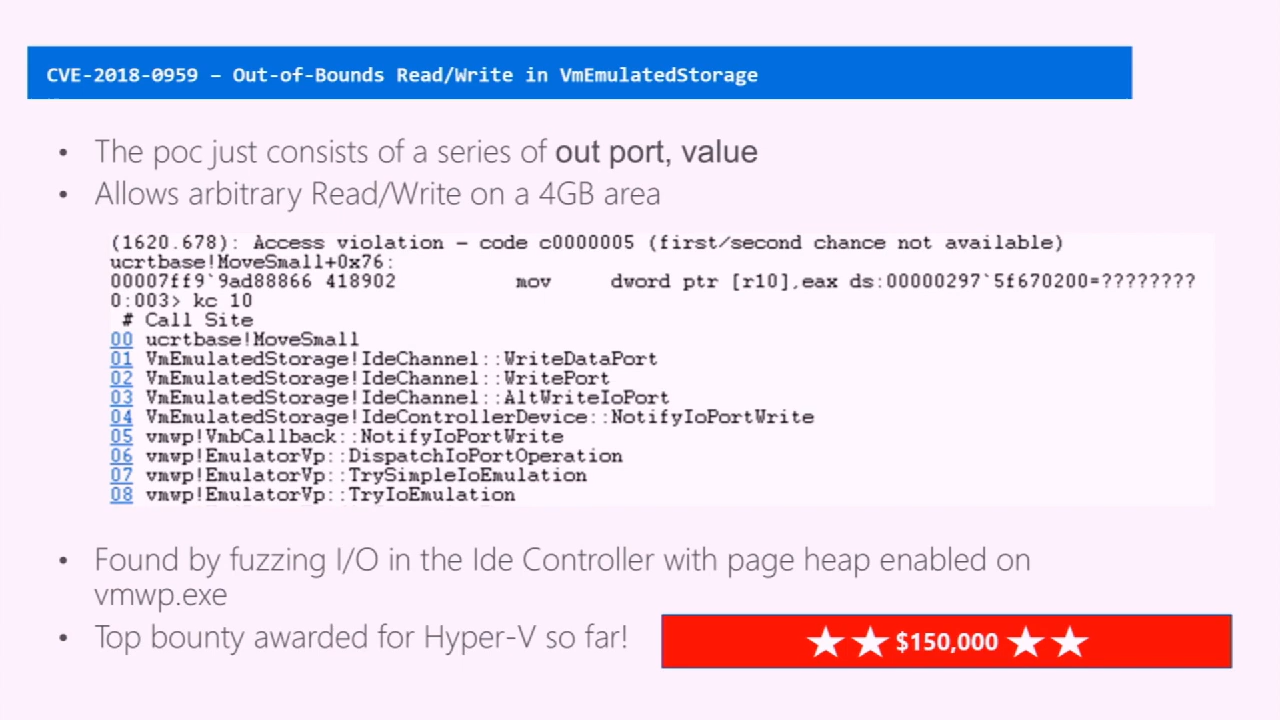 CVE-2018-0959 – Out-of-Bounds Read/Write in VmEmulatedStorage
• The poc just consists of a series of out port, value
• Allows arbitrary Read/Write on a 4GB area
(1620.678): Access violation - code c0000005 (first/second chance not available)
ucrtbase!MoveSmall+0x76:
00007ff9`9ad88866 418902 mov dword ptr [r10],eax ds:00000297`5f670200=????????
0:003> kc 10
# Call Site
00 ucrtbase!MoveSmall
01 VmEmulatedStorage!IdeChannel::WriteDataPort
02 VmEmulatedStorage!IdeChannel::WritePort
03 VmEmulatedStorage!IdeChannel::AltWriteIoPort
04 VmEmulatedStorage!IdeControllerDevice::NotifyIoPortWrite
05 vmwp!VmbCallback::NotifyIoPortWrite
06 vmwp!EmulatorVp::DispatchIoPortOperation
07 vmwp!EmulatorVp::TrySimpleIoEmulation
08 vmwp!EmulatorVp::TryIoEmulation
• Found by fuzzing I/O in the Ide Controller with page heap enabled on
vmwp.exe
• Top bounty awarded for Hyper-V so far!
★ ★ $150,000 ★ ★